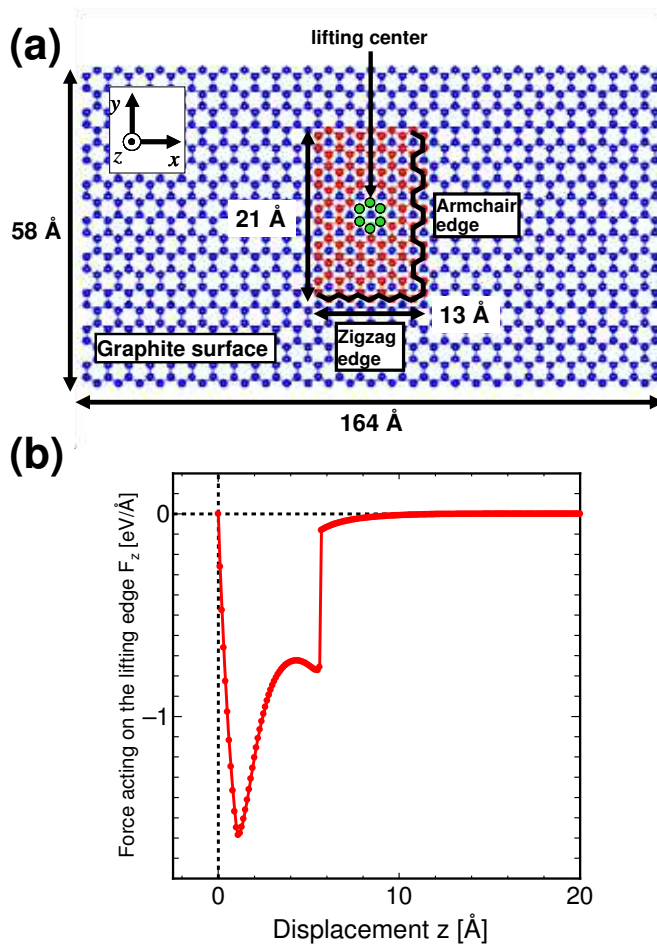 (a)
lifting center
y
z
x
21 Å
Armchair
edge
58 Å
13 Å
Zigzag
edge
Graphite surface
164 Å
(b)
Force acting on the lifting edge F_z [eV/Å]
0
−1
0
10
20
Displacement z [Å]